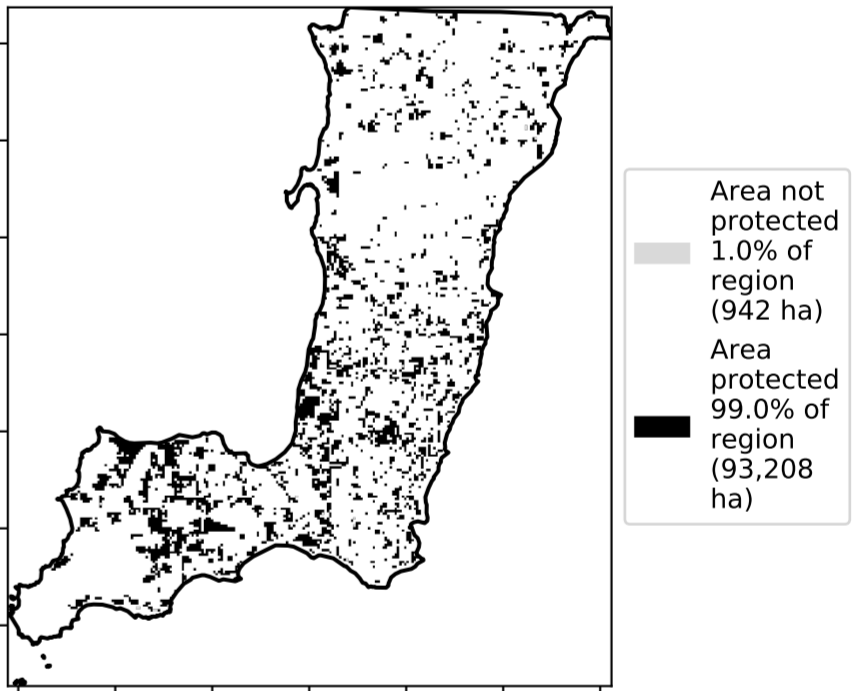 Area not
protected
1.0% of
region
(942 ha)
Area
protected
99.0% of
region
(93,208
ha)